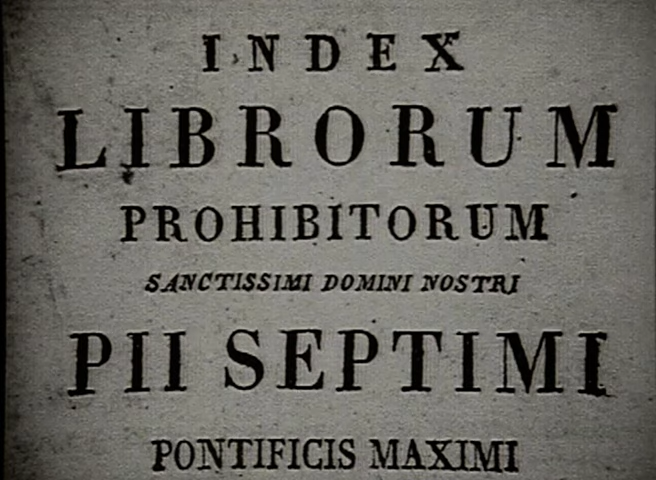 INDEX
LIBRORUM
PROHIBITORUM
SANCTISSIMI DOMINI NOSTRI
PII SEPTIMI
PONTIFICIS MAXIMI